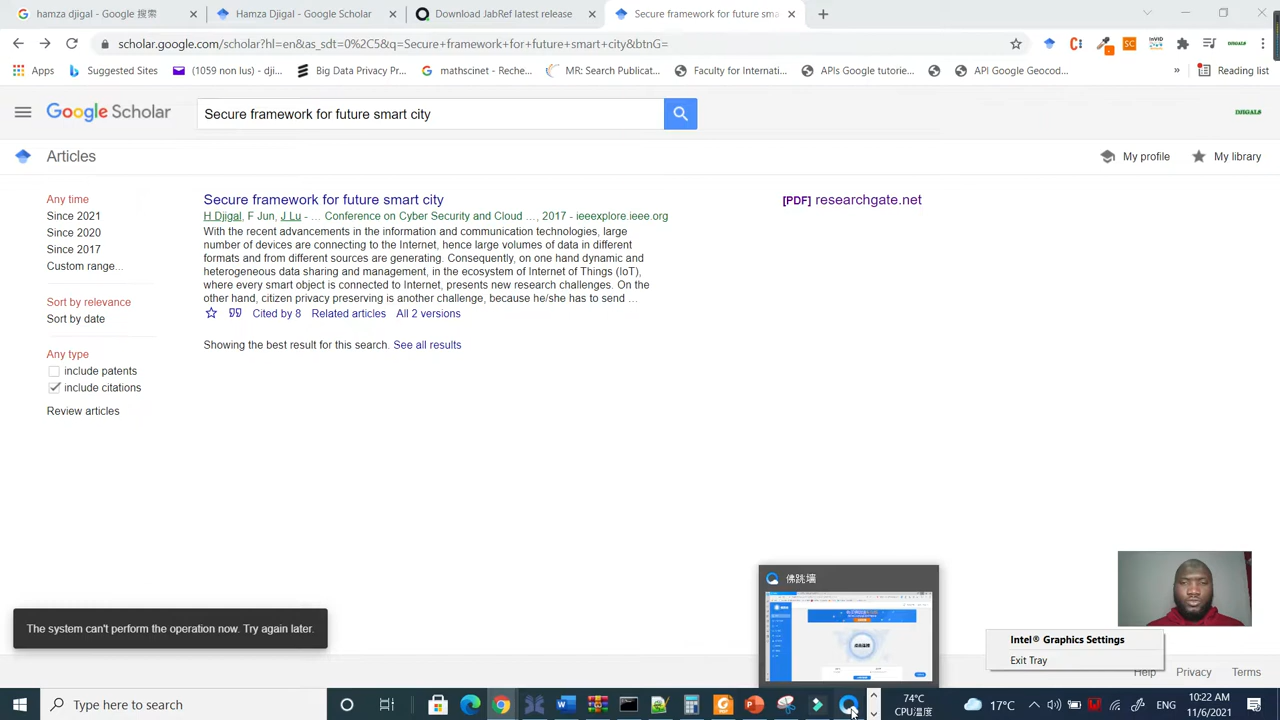 hamza djigal - Google 搜索
Hamza Djigal - Google Scholar
Download JabRef latest release
Secure framework for future sma
scholar.google.com/scholar?hl=en&as_sdt=0%2C58&q=Secure+framework+for+future+smart+city&btnG=
Apps
Suggested Sites
(1059 non lus) - dji...
Big Data Privacy Pr...
mathscinet - Reche...
MR: Search Publicat...
Faculty for Internati...
APIs Google tutorie...
API Google Geocod...
»
Reading list
Google Scholar
Secure framework for future smart city
DJIGALS
Articles
My profile
My library
Any time
Since 2021
Since 2020
Since 2017
Custom range...
Sort by relevance
Sort by date
Any type
include patents
include citations
Review articles
Secure framework for future smart city
H Djigal, F Jun, J Lu - … Conference on Cyber Security and Cloud …, 2017 - ieeexplore.ieee.org
With the recent advancements in the information and communication technologies, large
number of devices are connecting to the Internet, hence large volumes of data in different
formats and from different sources are generating. Consequently, on one hand dynamic and
heterogeneous data sharing and management, in the ecosystem of Internet of Things (IoT),
where every smart object is connected to Internet, presents new research challenges. On the
other hand, citizen privacy preserving is another challenge, because he/she has to send …
Cited by 8 Related articles All 2 versions
[PDF] researchgate.net
Showing the best result for this search. See all results
佛跳墙
The system can't perform the operation now. Try again later.
Intel® Graphics Settings
Exit Tray
Help
Privacy
Terms
Type here to search
74°C
CPU温度
17°C
ENG
10:22 AM
11/6/2021